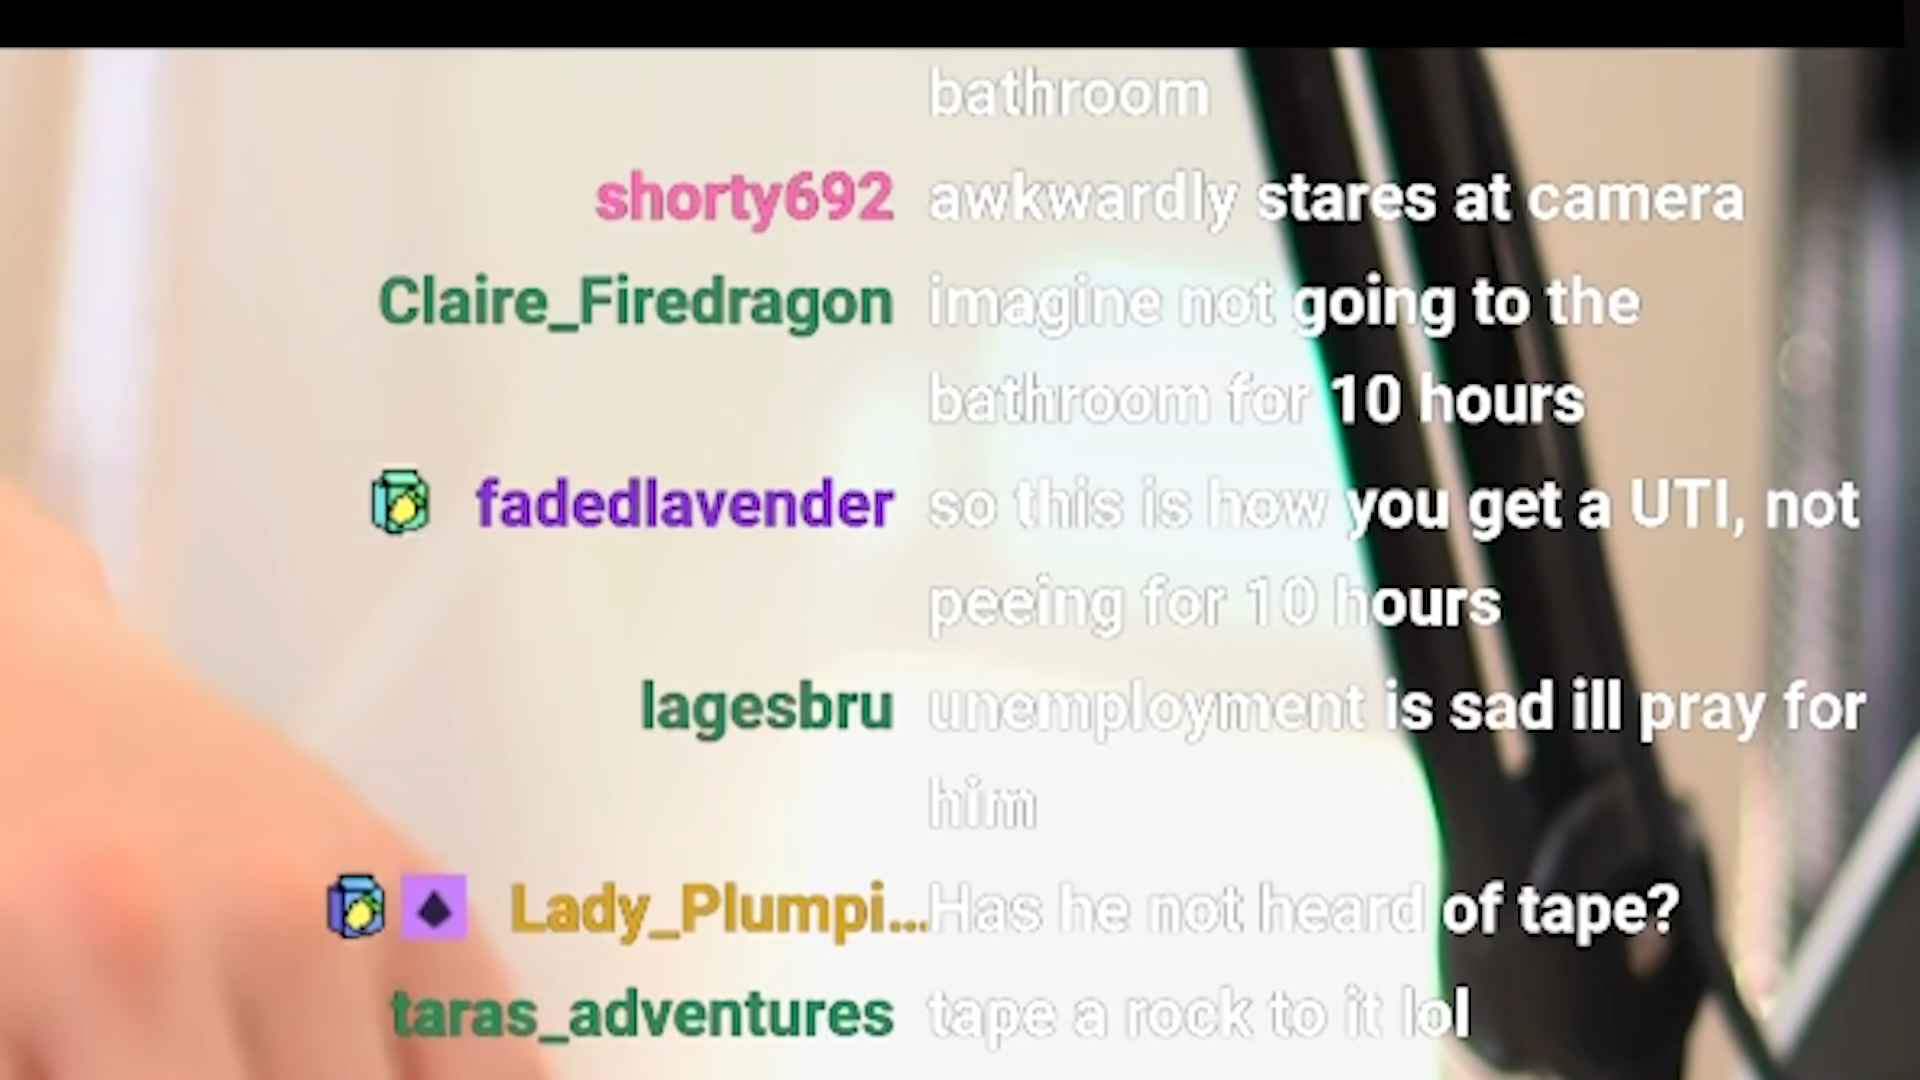 bathroom
shorty692 awkwardly stares at camera
Claire_Firedragon imagine not going to the
bathroom for 10 hours
fadedlavender so this is how you get a UTI, not
peeing for 10 hours
lagesbru unemployment is sad ill pray for
him
Lady_Plumpi... Has he not heard of tape?
taras_adventures tape a rock to it lol